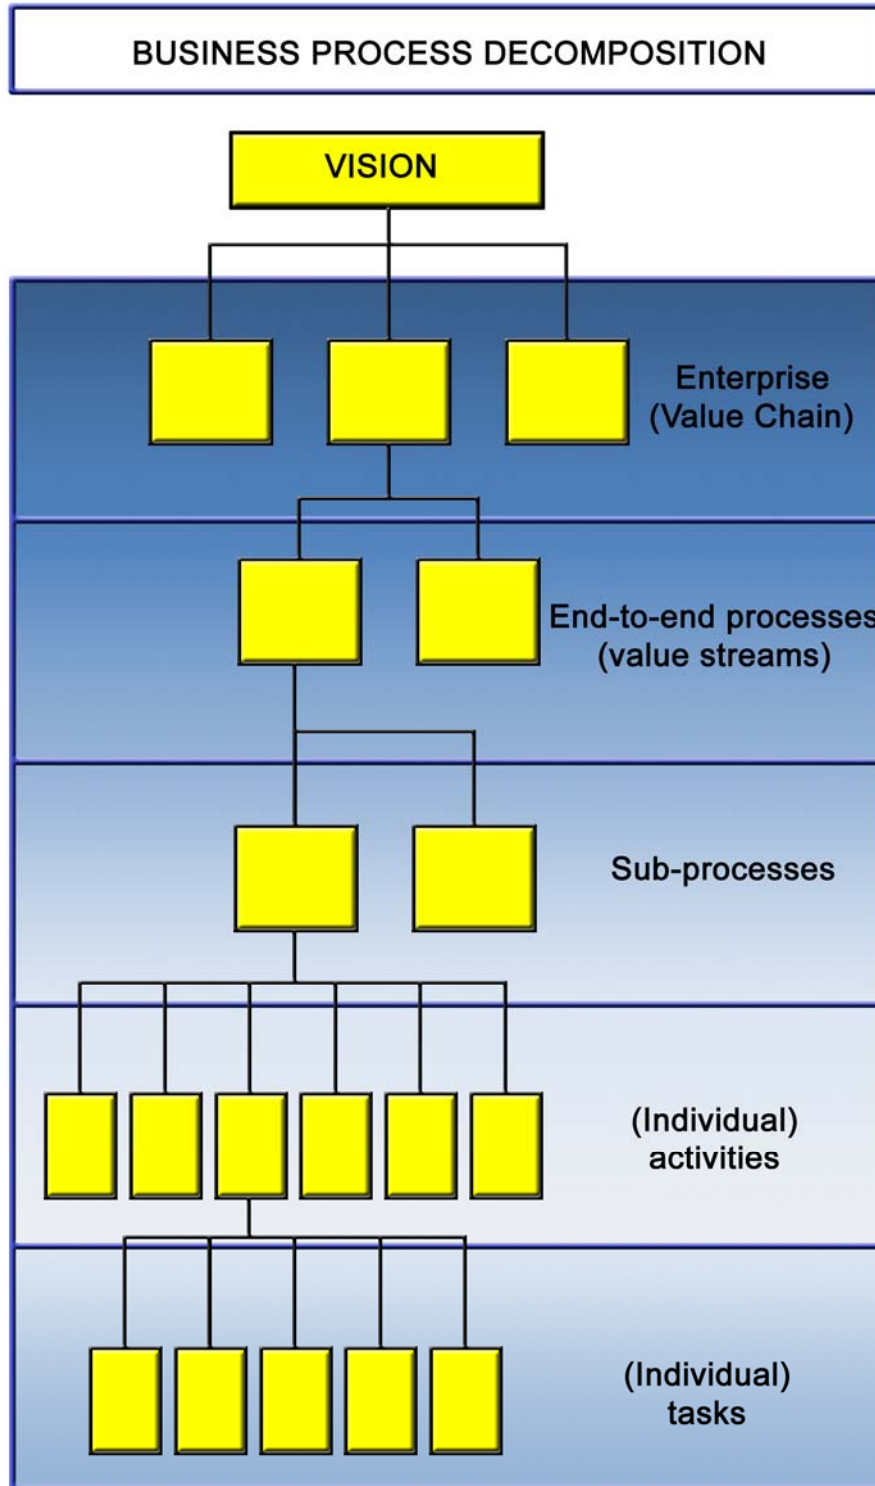 BUSINESS PROCESS DECOMPOSITION
VISION
Enterprise
(Value Chain)
End-to-end processes
(value streams)
Sub-processes
(Individual)
activities
(Individual)
tasks